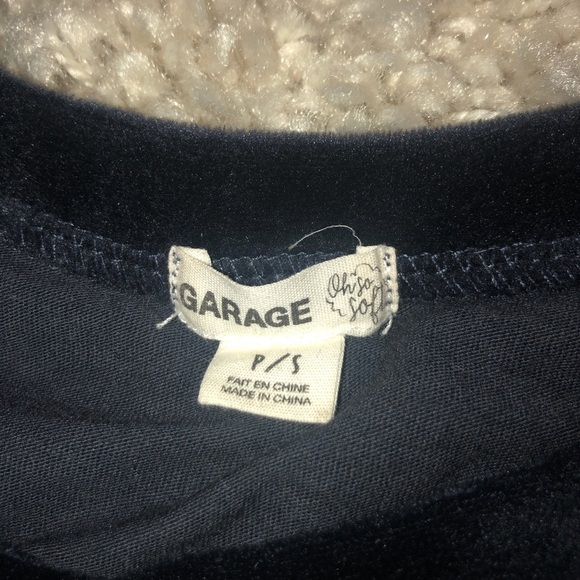 GARAGE
Oh so
soft
P/S
FAIT EN CHINE
MADE IN CHINA